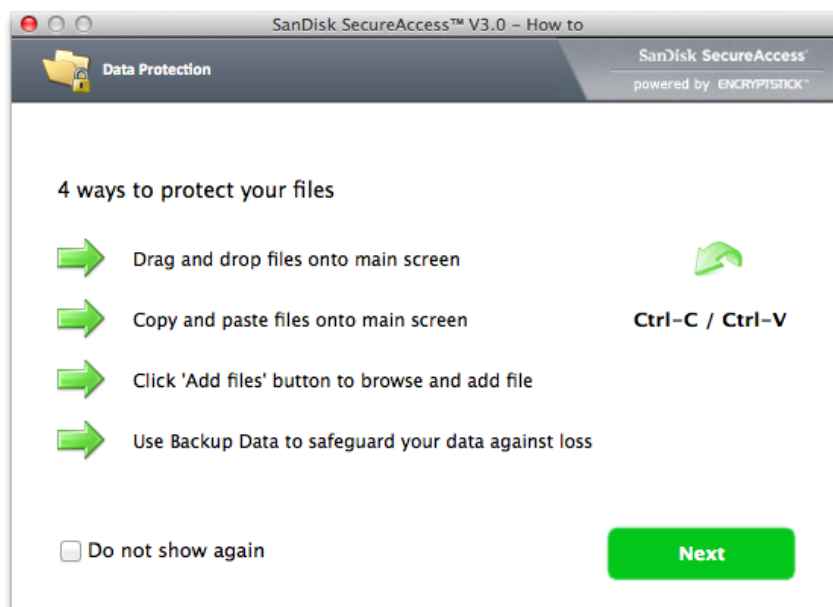 SanDisk SecureAccess™ V3.0 – How to
Data Protection
SanDisk SecureAccess™
powered by ENCRYPTSTICK™
4 ways to protect your files
Drag and drop files onto main screen
Copy and paste files onto main screen
Ctrl–C / Ctrl–V
Click 'Add files' button to browse and add file
Use Backup Data to safeguard your data against loss
Do not show again
Next